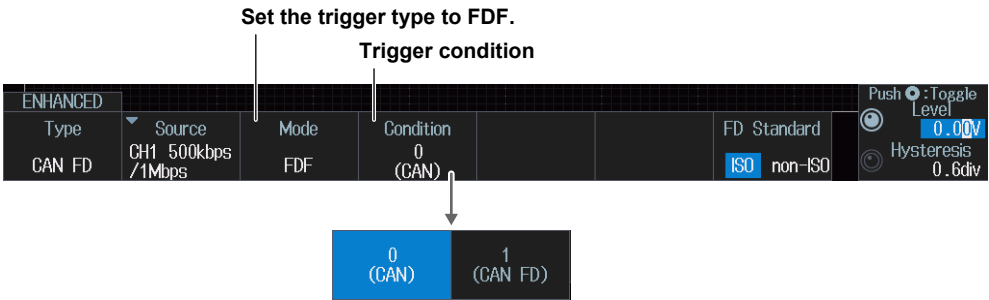 Set the trigger type to FDF.
Trigger condition
ENHANCED
Type
CAN FD
Source
CH1 500kbps
/1Mbps
Mode
FDF
Condition
0
(CAN)
FD Standard
ISO non-ISO
Push :Toggle
Level
0.00V
Hysteresis
0.6div
0
(CAN)
1
(CAN FD)